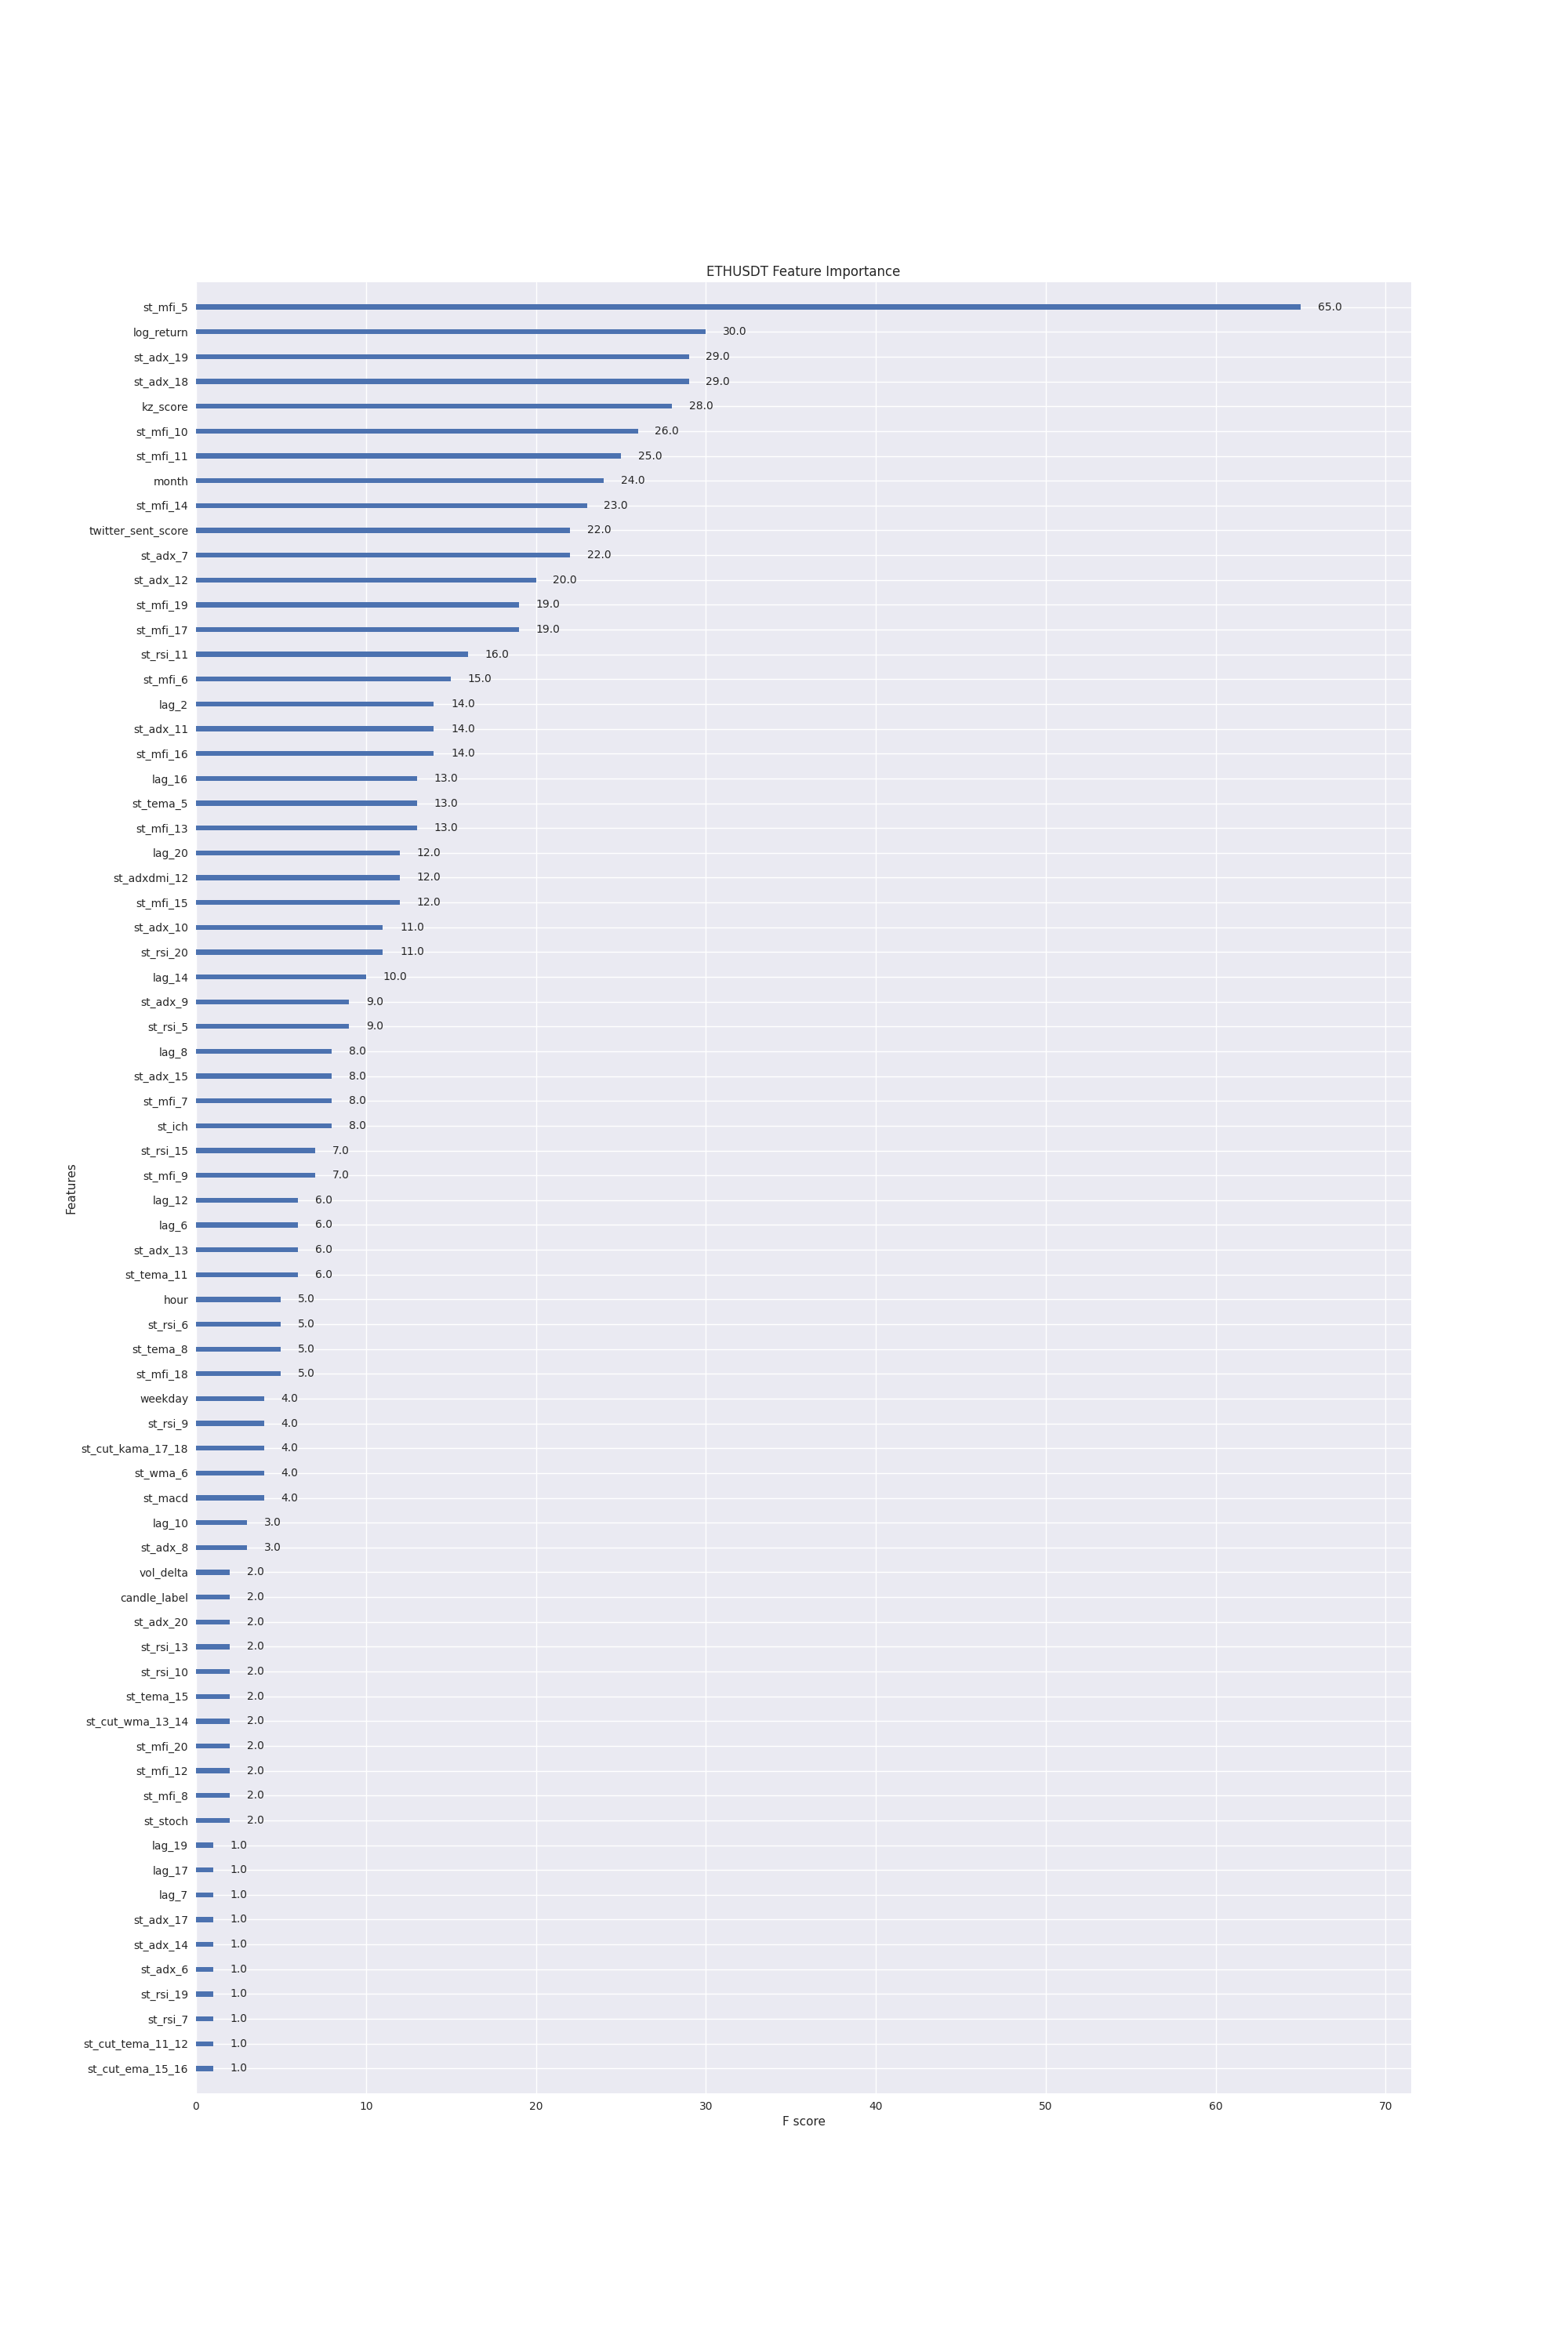 ETHUSDT Feature Importance
st_mfi_5 65.0
log_return 30.0
st_adx_19 29.0
st_adx_18 29.0
kz_score 28.0
st_mfi_10 26.0
st_mfi_11 25.0
month 24.0
st_mfi_14 23.0
twitter_sent_score 22.0
st_adx_7 22.0
st_adx_12 20.0
st_mfi_19 19.0
st_mfi_17 19.0
st_rsi_11 16.0
st_mfi_6 15.0
lag_2 14.0
st_adx_11 14.0
st_mfi_16 14.0
lag_16 13.0
st_tema_5 13.0
st_mfi_13 13.0
lag_20 12.0
st_adxdmi_12 12.0
st_mfi_15 12.0
st_adx_10 11.0
st_rsi_20 11.0
lag_14 10.0
st_adx_9 9.0
st_rsi_5 9.0
lag_8 8.0
st_adx_15 8.0
st_mfi_7 8.0
st_ich 8.0
st_rsi_15 7.0
st_mfi_9 7.0
Features
lag_12 6.0
lag_6 6.0
st_adx_13 6.0
st_tema_11 6.0
hour 5.0
st_rsi_6 5.0
st_tema_8 5.0
st_mfi_18 5.0
weekday 4.0
st_rsi_9 4.0
st_cut_kama_17_18 4.0
st_wma_6 4.0
st_macd 4.0
lag_10 3.0
st_adx_8 3.0
vol_delta 2.0
candle_label 2.0
st_adx_20 2.0
st_rsi_13 2.0
st_rsi_10 2.0
st_tema_15 2.0
st_cut_wma_13_14 2.0
st_mfi_20 2.0
st_mfi_12 2.0
st_mfi_8 2.0
st_stoch 2.0
lag_19 1.0
lag_17 1.0
lag_7 1.0
st_adx_17 1.0
st_adx_14 1.0
st_adx_6 1.0
st_rsi_19 1.0
st_rsi_7 1.0
st_cut_tema_11_12 1.0
st_cut_ema_15_16 1.0
0 10 20 30 40 50 60 70
F score